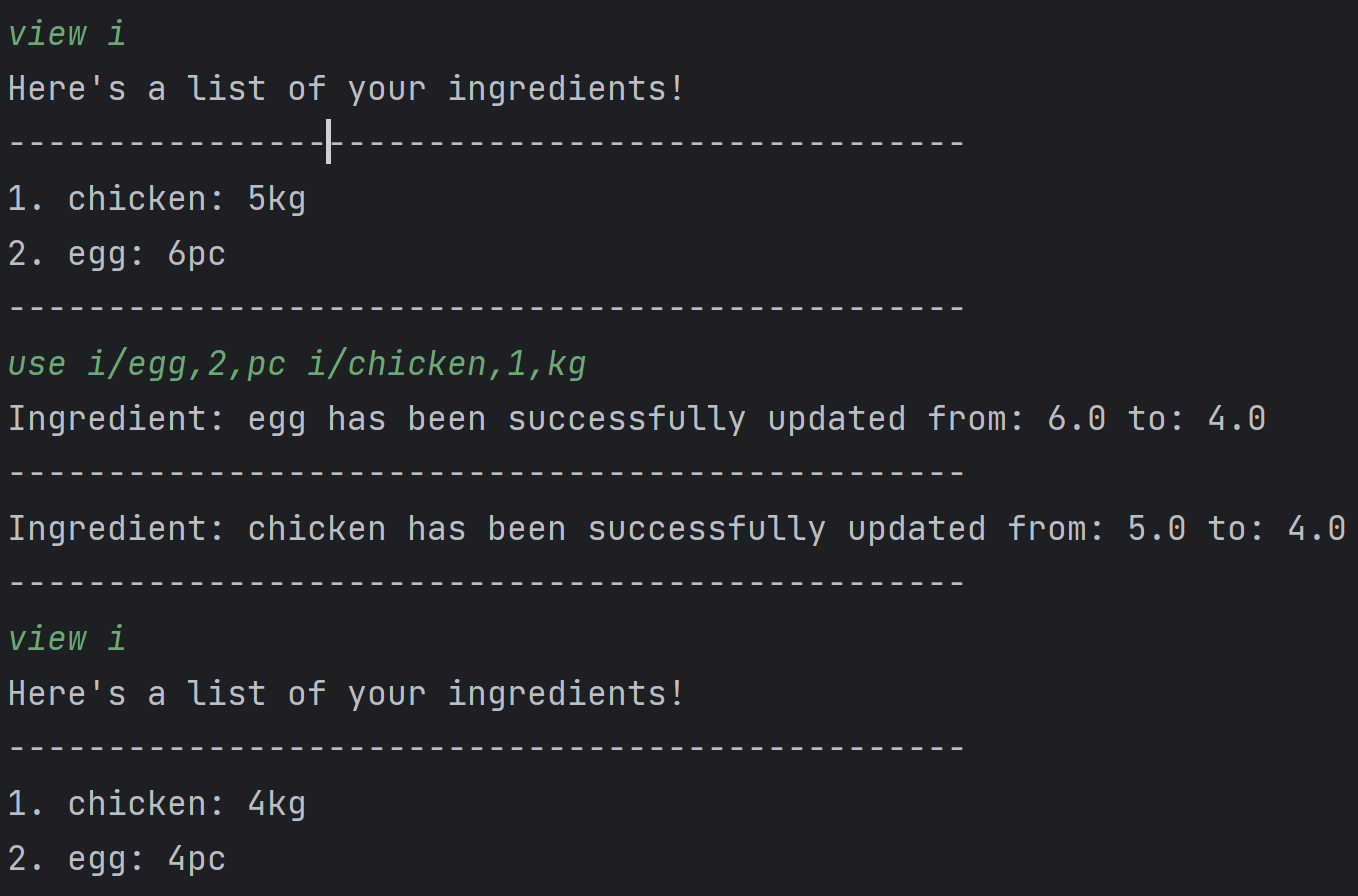 view i
Here's a list of your ingredients!
------------------------------------------------
1. chicken: 5kg
2. egg: 6pc
------------------------------------------------
use i/egg,2,pc i/chicken,1,kg
Ingredient: egg has been successfully updated from: 6.0 to: 4.0
------------------------------------------------
Ingredient: chicken has been successfully updated from: 5.0 to: 4.0
------------------------------------------------
view i
Here's a list of your ingredients!
------------------------------------------------
1. chicken: 4kg
2. egg: 4pc